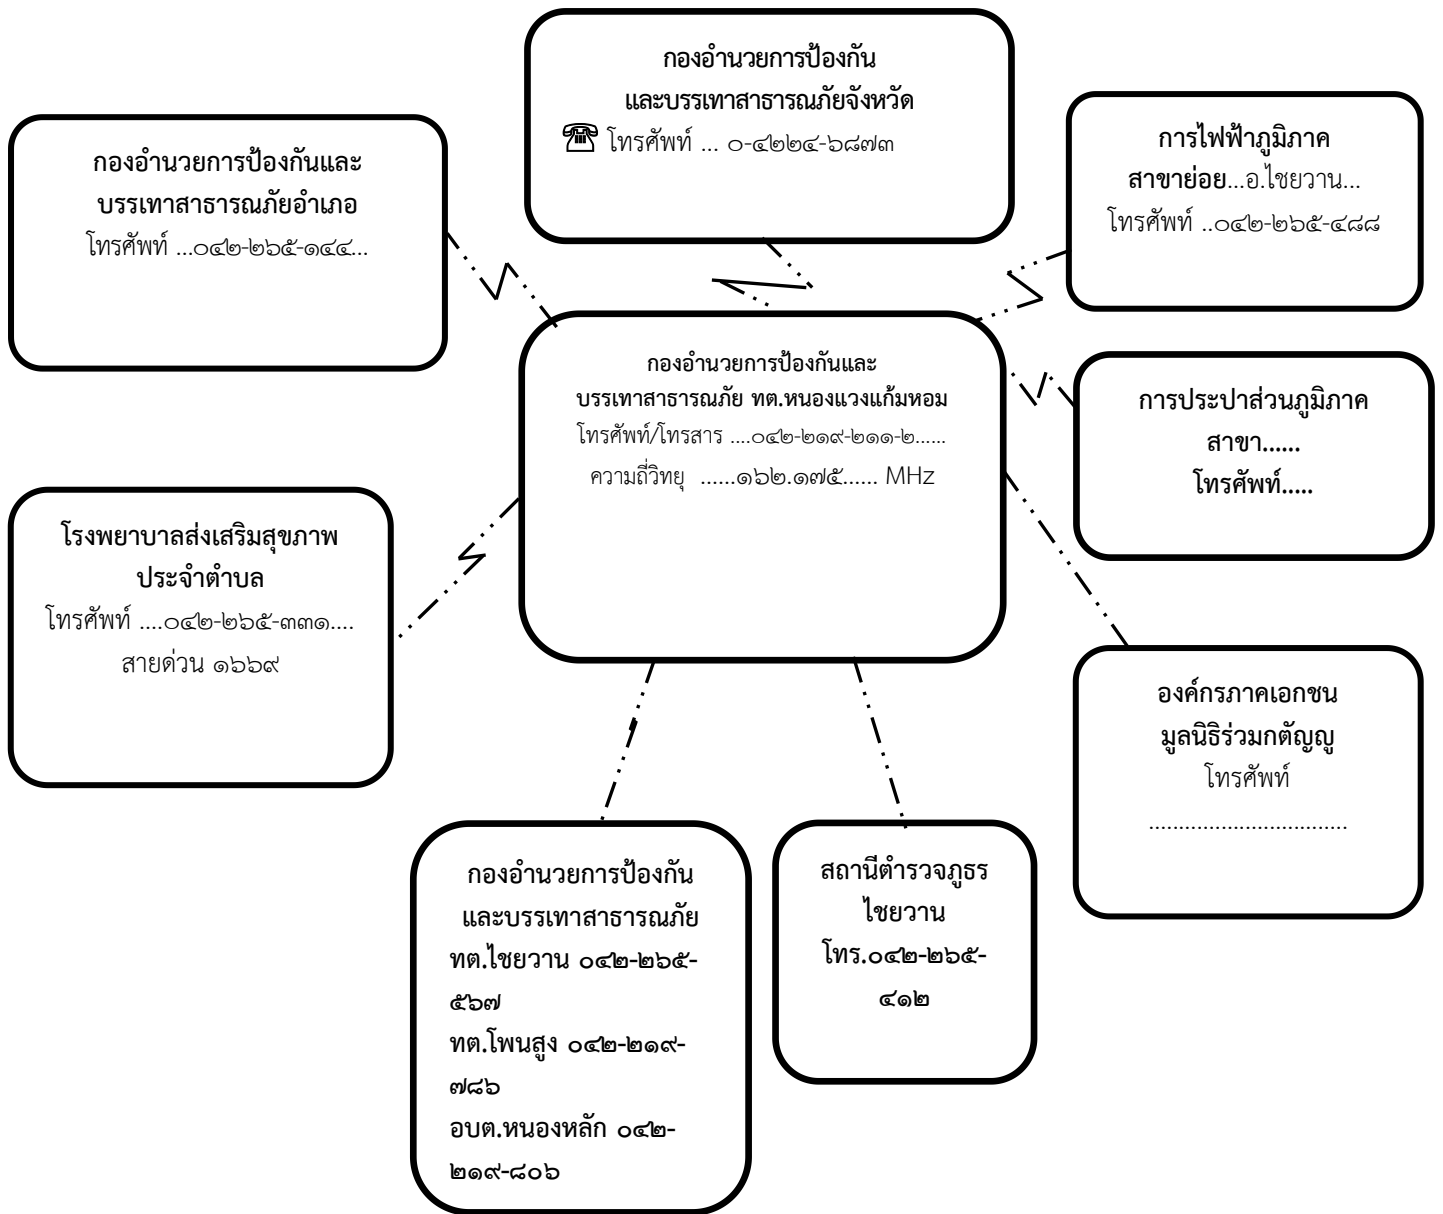 กองอำนวยการป้องกัน
และบรรเทาสาธารณภัยจังหวัด
โทรศัพท์ ... ๐-๔๒๒๔-๖๘๗๓
กองอำนวยการป้องกันและ
บรรเทาสาธารณภัยอำเภอ
โทรศัพท์ ...๐๔๒-๒๖๕-๑๔๔...
การไฟฟ้าภูมิภาค
สาขาย่อย...อ.ไชยวาน...
โทรศัพท์ ..๐๔๒-๒๖๕-๔๘๘
กองอำนวยการป้องกันและ
บรรเทาสาธารณภัย ทต.หนองแวงแก้มหอม
โทรศัพท์/โทรสาร ....๐๔๒-๒๑๙-๒๑๑-๒......
ความถี่วิทยุ ......๑๖๒.๑๗๕...... MHz
การประปาส่วนภูมิภาค
สาขา......
โทรศัพท์.....
โรงพยาบาลส่งเสริมสุขภาพ
ประจำตำบล
โทรศัพท์ ....๐๔๒-๒๖๕-๓๓๑....
สายด่วน ๑๖๖๙
องค์กรภาคเอกชน
มูลนิธิร่วมกตัญญู
โทรศัพท์
.................................
กองอำนวยการป้องกัน
และบรรเทาสาธารณภัย
ทต.ไชยวาน ๐๔๒-๒๖๕-
๕๖๗
ทต.โพนสูง ๐๔๒-๒๑๙-
๗๘๖
อบต.หนองหลัก ๐๔๒-
๒๑๙-๘๐๖
สถานีตำรวจภูธร
ไชยวาน
โทร.๐๔๒-๒๖๕-
๔๑๒